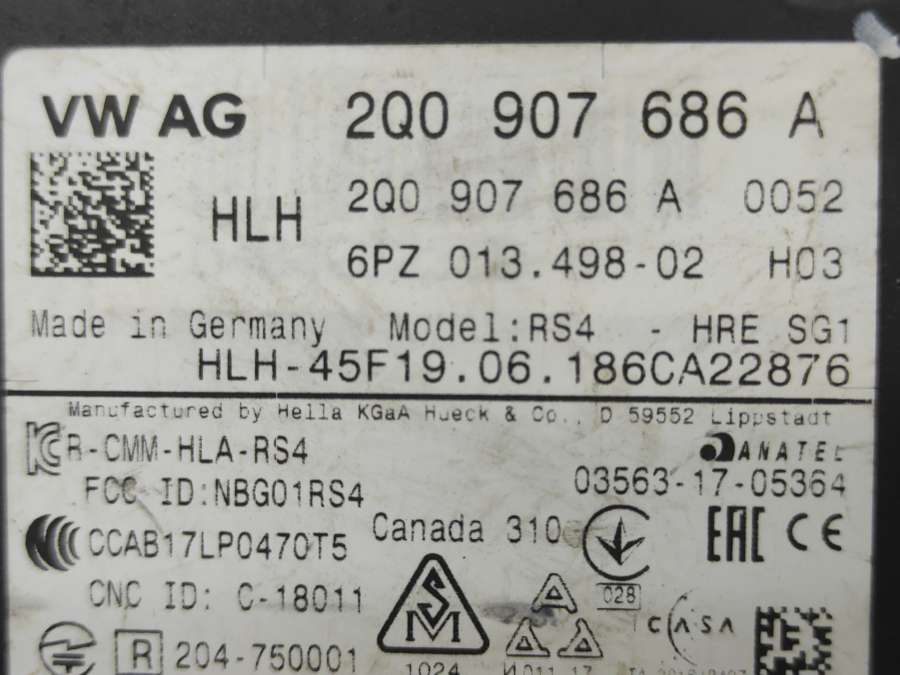 VW AG 2Q0 907 686 A
HLH 2Q0 907 686 A 0052
6PZ 013.498-02 H03
Made in Germany Model:RS4 - HRE SG1
HLH-45F19.06.186CA22876
Manufactured by Hella KGaA Hueck & Co., D 59552 Lippstadt
R-CMM-HLA-RS4 ANATEL
FCC ID:NBG01RS4 03563-17-05364
CCAB17LP0470T5 Canada 310 EAC CE
CNC ID: C-18011 SM 028
R 204-750001 CASA
1024